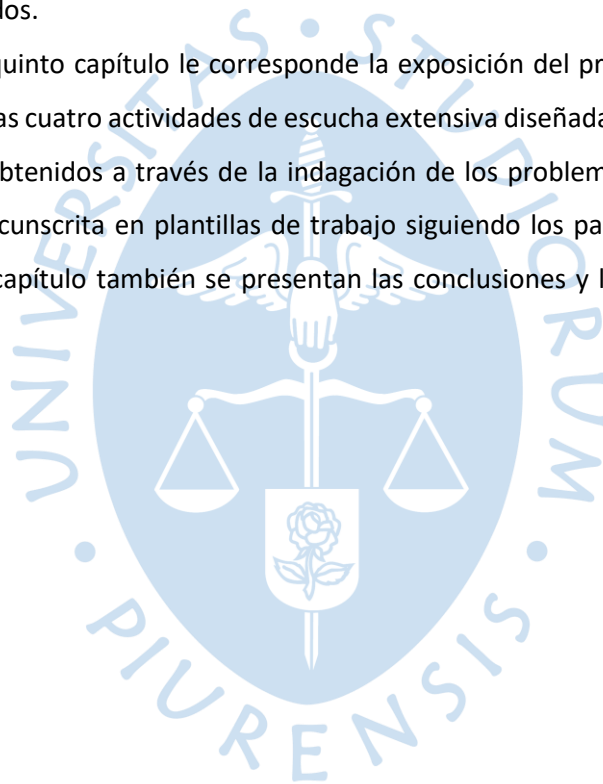 dos.
quinto capítulo le corresponde la exposición del pr
as cuatro actividades de escucha extensiva diseñada
btenidos a través de la indagación de los problem
cunscrita en plantillas de trabajo siguiendo los pa
capítulo también se presentan las conclusiones y l
UNIVERSITAS • STUDIORUM • PIURENSIS •